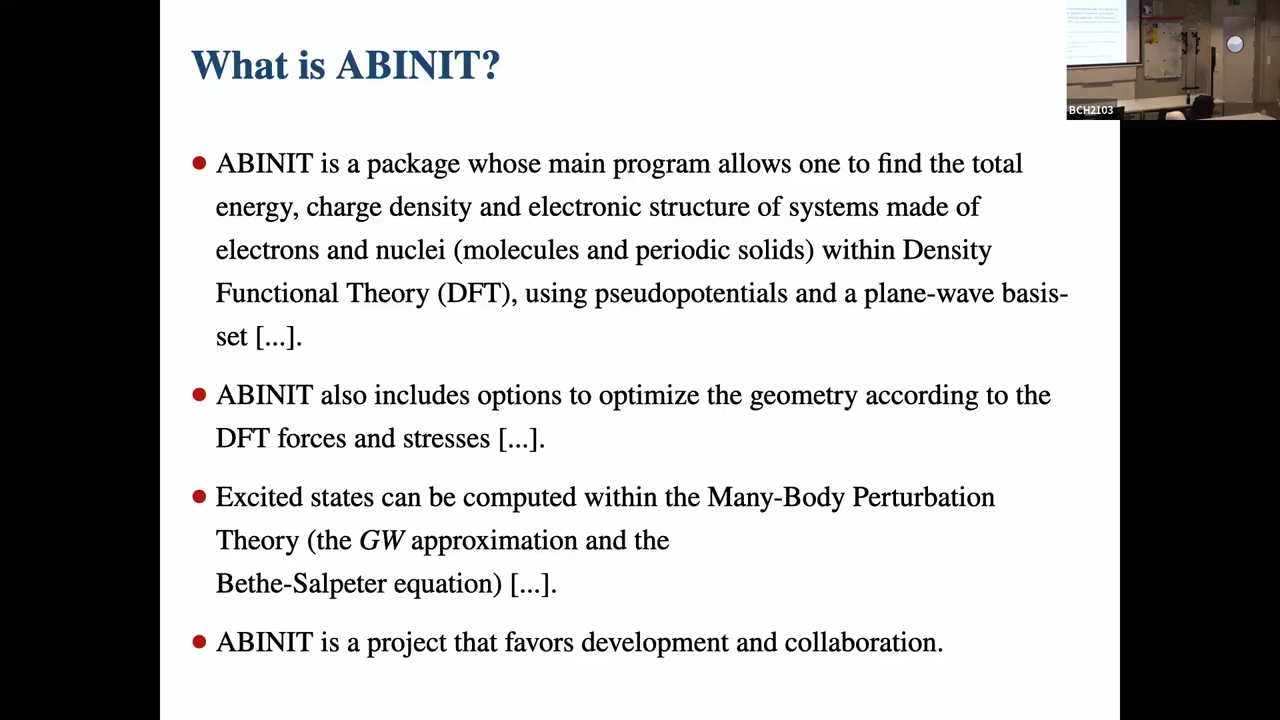 What is ABINIT?
BCH2103
● ABINIT is a package whose main program allows one to find the total
energy, charge density and electronic structure of systems made of
electrons and nuclei (molecules and periodic solids) within Density
Functional Theory (DFT), using pseudopotentials and a plane-wave basis-
set [...].
● ABINIT also includes options to optimize the geometry according to the
DFT forces and stresses [...].
● Excited states can be computed within the Many-Body Perturbation
Theory (the GW approximation and the
Bethe-Salpeter equation) [...].
● ABINIT is a project that favors development and collaboration.